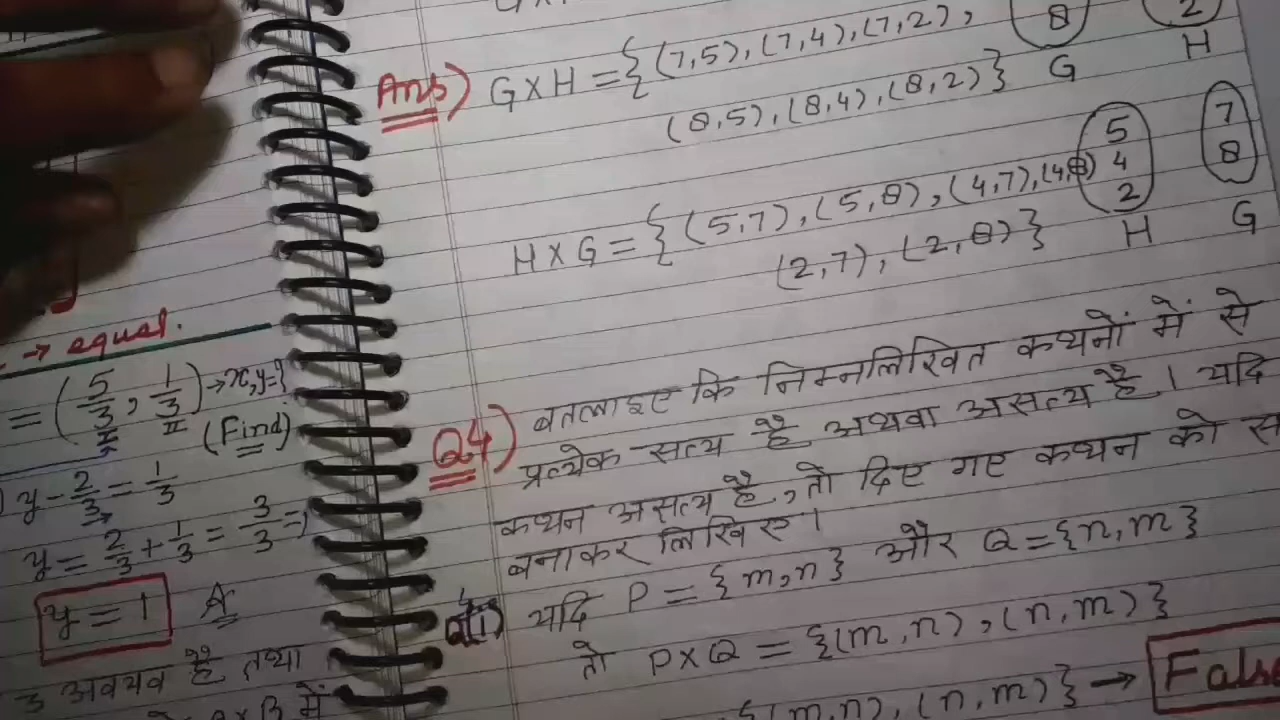 → equal.
= (5/3, 1/3) → x,y=?
(Find)
y - 2/3 = 1/3
y = 2/3 + 1/3 = 3/3 =1
y = 1 A
3 अवयव हैं तथा
8
2
Ans) G×H = {(7,5),(7,4),(7,2),
G H
(8,5),(8,4),(8,2)}
5 7
4 8
2
H×G = {(5,7),(5,8),(4,7),(4,8)
H G
(2,7),(2,8)}
Q4) बतलाइए कि निम्नलिखित कथनों में से
प्रत्येक सत्य है अथवा असत्य है। यदि
कथन असत्य है, तो दिए गए कथन को स
बनाकर लिखिए।
(i) यदि P = {m,n} और Q = {n,m}
तो P×Q = {(m,n),(n,m)}
{(m,n),(n,m)} → False